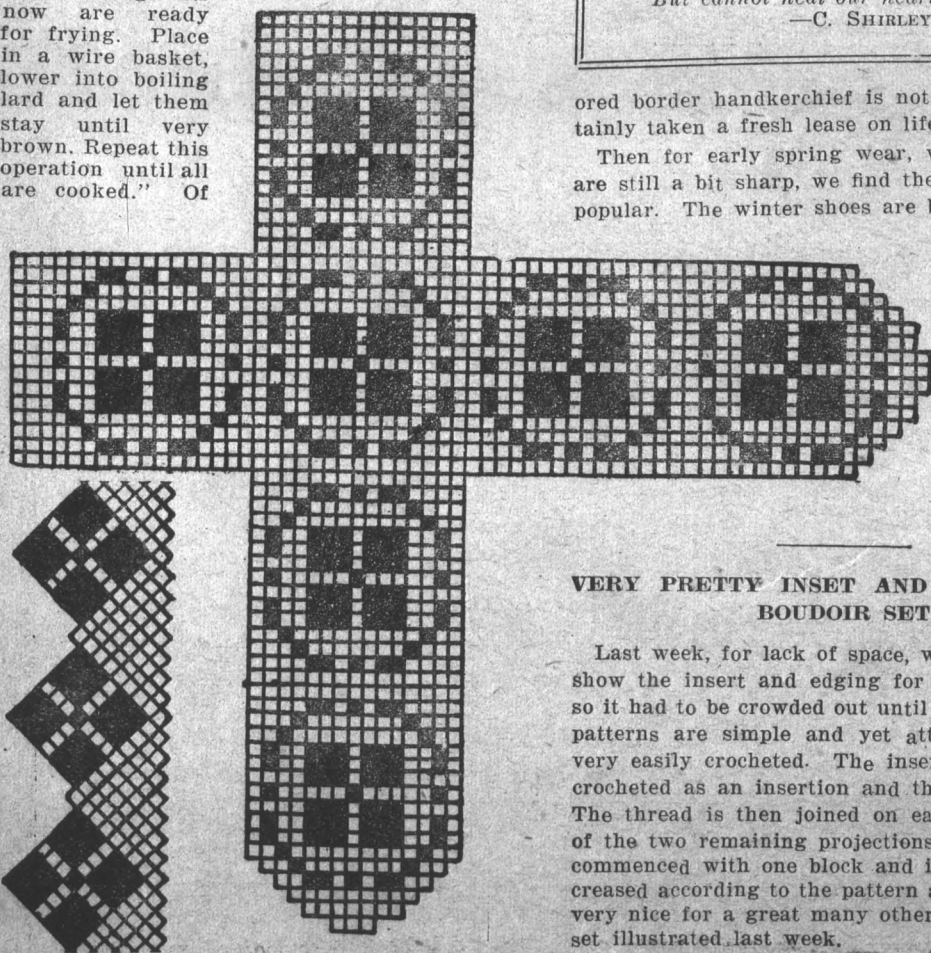 now are ready
for frying. Place
in a wire basket,
lower into boiling
lard and let them
stay until very
brown. Repeat this
operation until all
are cooked." Of
—C. SHIRLEY
ored border handkerchief is not
tainly taken a fresh lease on life
Then for early spring wear,
are still a bit sharp, we find the
popular. The winter shoes are
VERY PRETTY INSET AND
BOUDOIR SET
Last week, for lack of space,
show the insert and edging for
so it had to be crowded out until
patterns are simple and yet
very easily crocheted. The
crocheted as an insertion and
The thread is then joined on
of the two remaining projections
commenced with one block and
creased according to the pattern
very nice for a great many other
set illustrated last week.